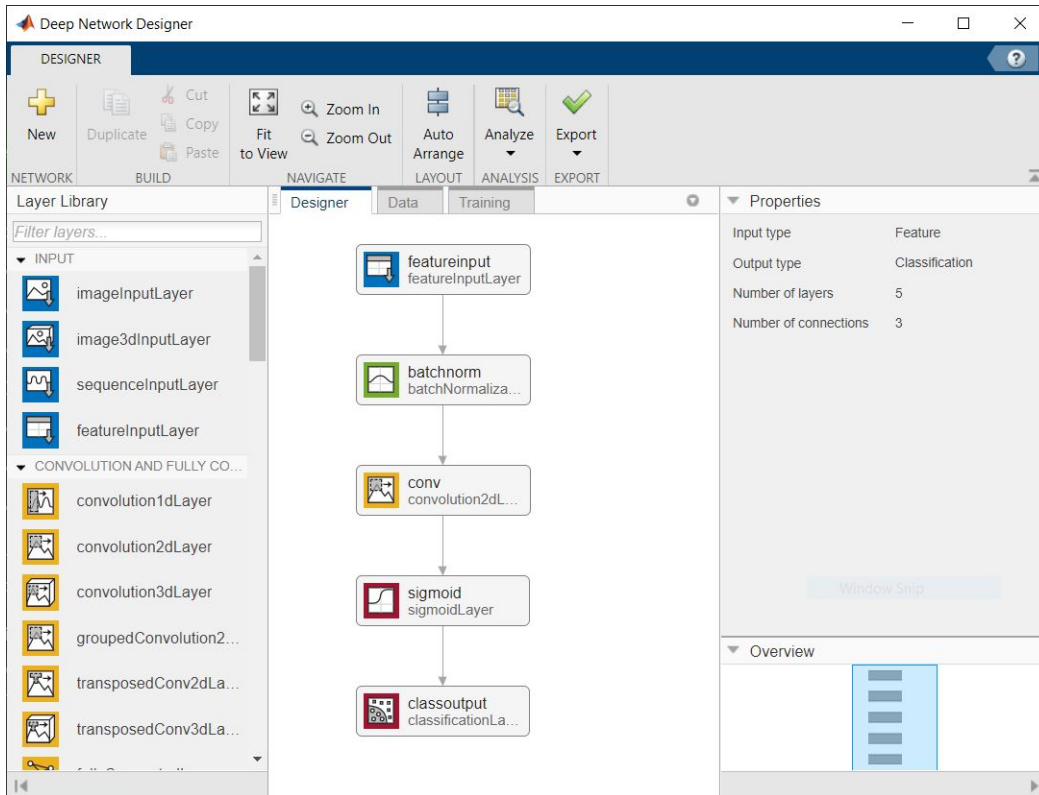 Deep Network Designer
DESIGNER
?
New
Duplicate
Cut
Copy
Paste
Fit
to View
Zoom In
Zoom Out
Auto
Arrange
Analyze
Export
NETWORK
BUILD
NAVIGATE
LAYOUT
ANALYSIS
EXPORT
Layer Library
Filter layers...
INPUT
imageInputLayer
image3dInputLayer
sequenceInputLayer
featureInputLayer
CONVOLUTION AND FULLY CO...
convolution1dLayer
convolution2dLayer
convolution3dLayer
groupedConvolution2...
transposedConv2dLa...
transposedConv3dLa...
Designer
Data
Training
featureinput
featureInputLayer
batchnorm
batchNormaliza...
conv
convolution2dL...
sigmoid
sigmoidLayer
classoutput
classificationLa...
Properties
Input type Feature
Output type Classification
Number of layers 5
Number of connections 3
Window Snip
Overview